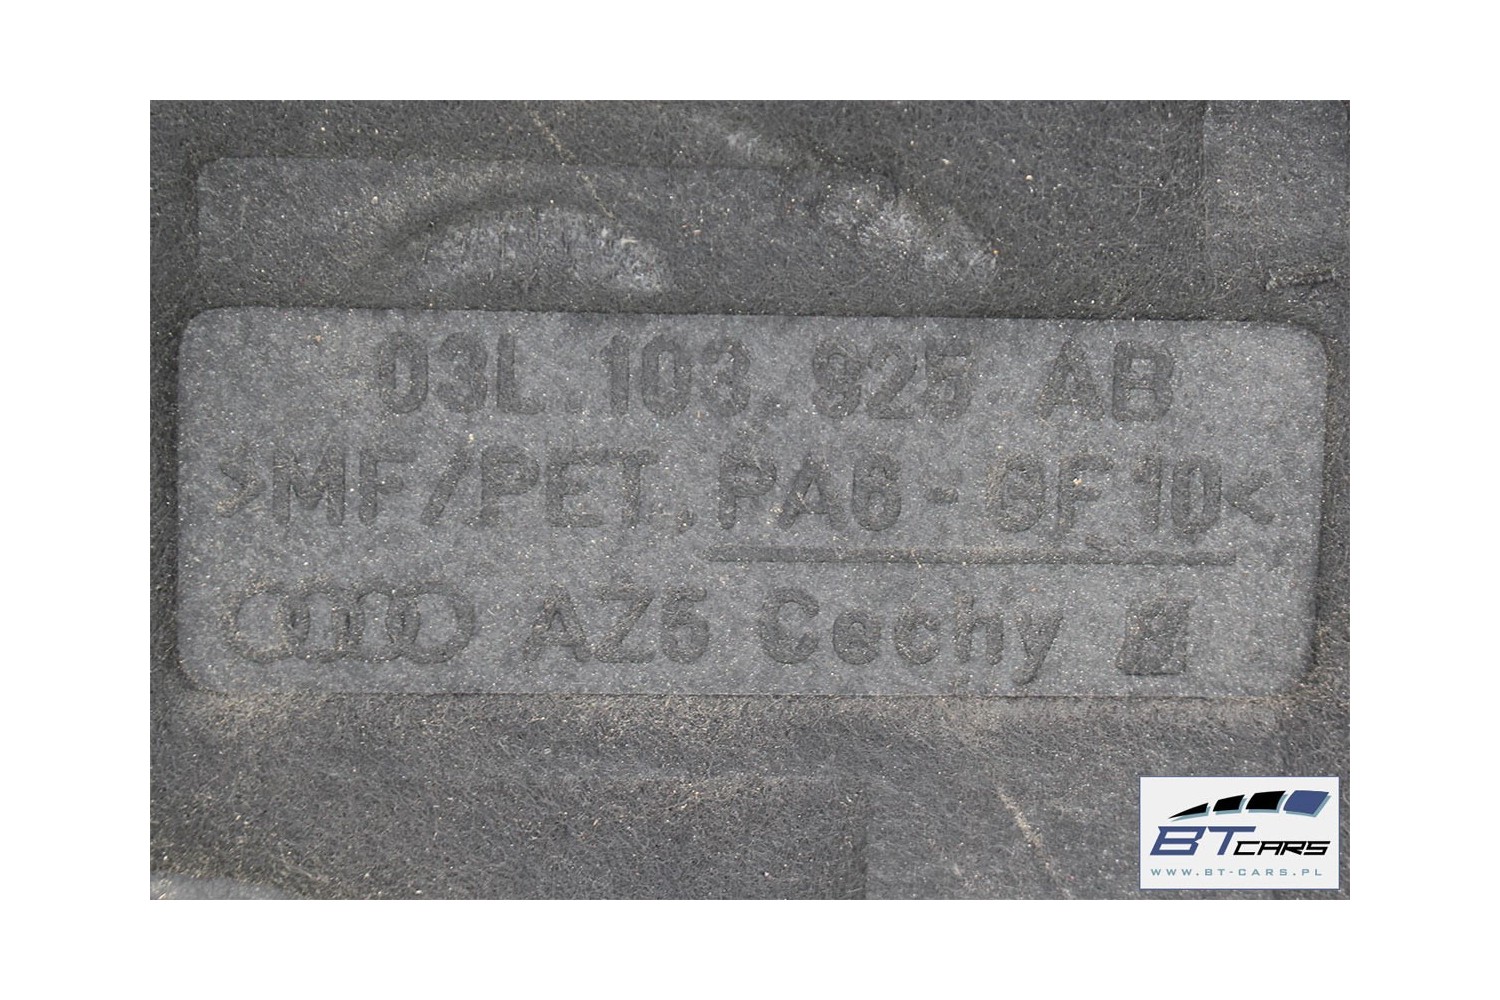 03L.103.925 AB
>MF/PET.PA6-GF10<
AZ5 Cechy
BT CARS
WWW.BT-CARS.PL